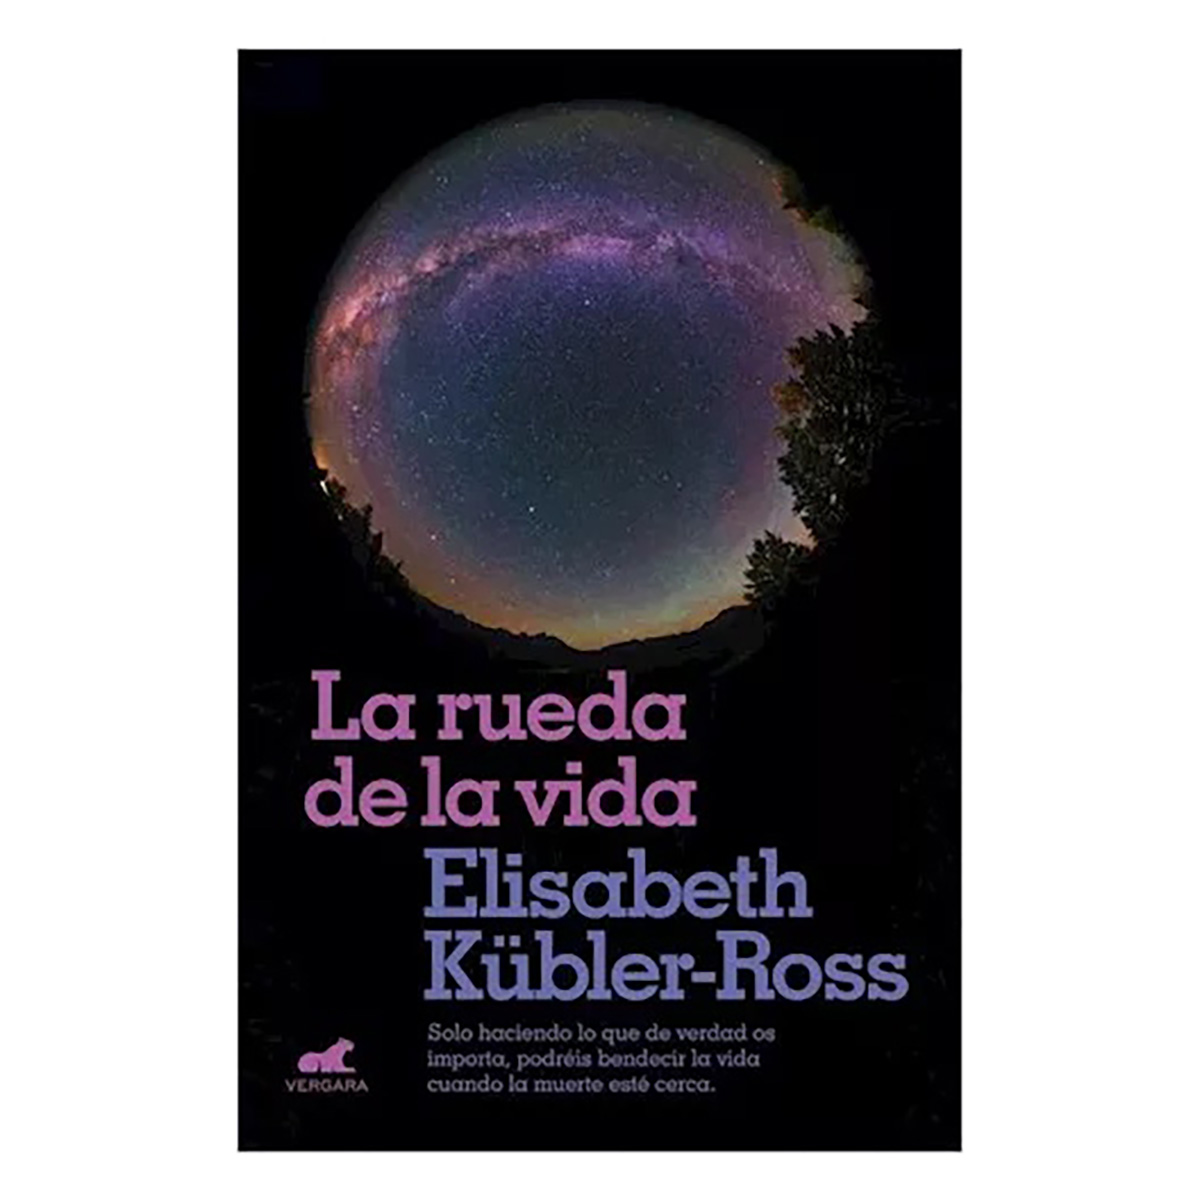 La rueda
de la vida
Elisabeth
Kübler-Ross
Solo haciendo lo que de verdad os
importa, podréis bendecir la vida
cuando la muerte esté cerca.
VERGARA